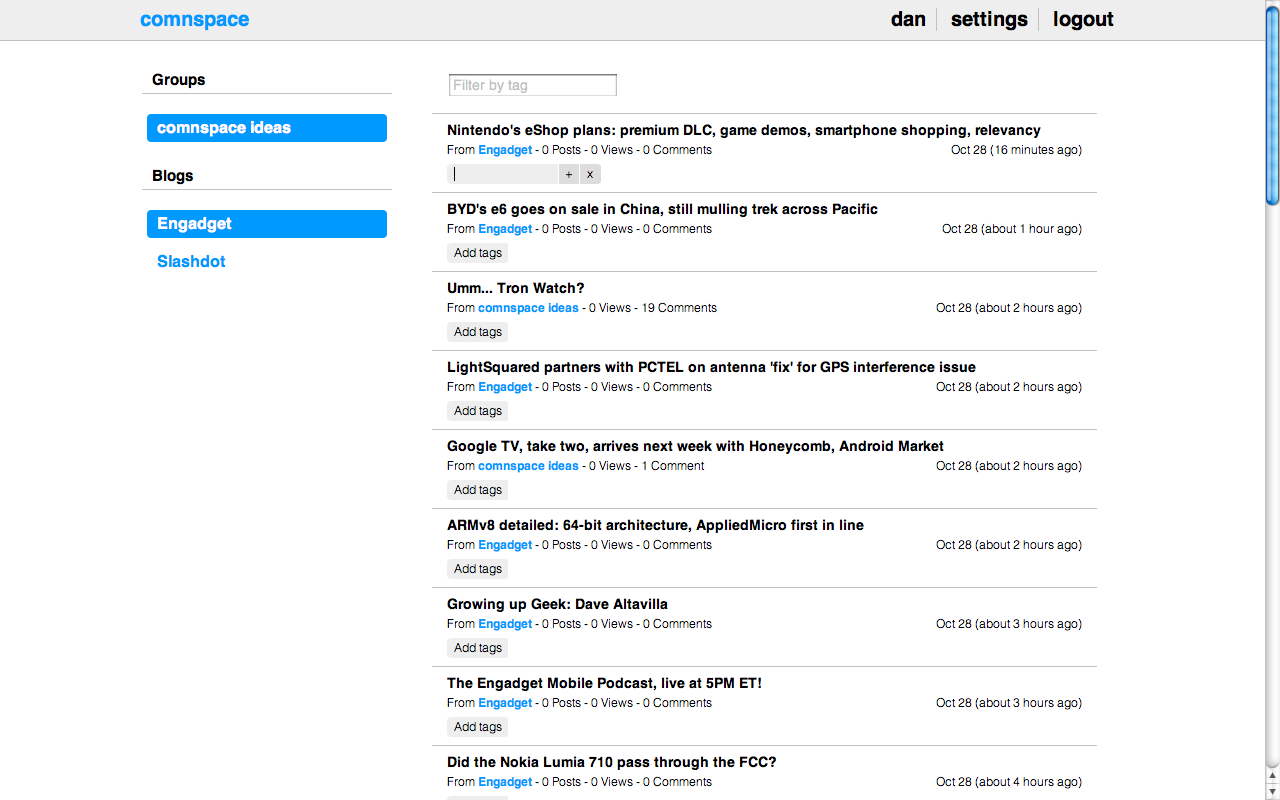 comnspace dan settings logout
Groups
comnspace ideas
Blogs
Engadget
Slashdot
Filter by tag
Nintendo's eShop plans: premium DLC, game demos, smartphone shopping, relevancy
From Engadget - 0 Posts - 0 Views - 0 Comments Oct 28 (16 minutes ago)
+ x
BYD's e6 goes on sale in China, still mulling trek across Pacific
From Engadget - 0 Posts - 0 Views - 0 Comments Oct 28 (about 1 hour ago)
Add tags
Umm... Tron Watch?
From comnspace ideas - 0 Views - 19 Comments Oct 28 (about 2 hours ago)
Add tags
LightSquared partners with PCTEL on antenna 'fix' for GPS interference issue
From Engadget - 0 Posts - 0 Views - 0 Comments Oct 28 (about 2 hours ago)
Add tags
Google TV, take two, arrives next week with Honeycomb, Android Market
From comnspace ideas - 0 Views - 1 Comment Oct 28 (about 2 hours ago)
Add tags
ARMv8 detailed: 64-bit architecture, AppliedMicro first in line
From Engadget - 0 Posts - 0 Views - 0 Comments Oct 28 (about 2 hours ago)
Add tags
Growing up Geek: Dave Altavilla
From Engadget - 0 Posts - 0 Views - 0 Comments Oct 28 (about 3 hours ago)
Add tags
The Engadget Mobile Podcast, live at 5PM ET!
From Engadget - 0 Posts - 0 Views - 0 Comments Oct 28 (about 3 hours ago)
Add tags
Did the Nokia Lumia 710 pass through the FCC?
From Engadget - 0 Posts - 0 Views - 0 Comments Oct 28 (about 4 hours ago)